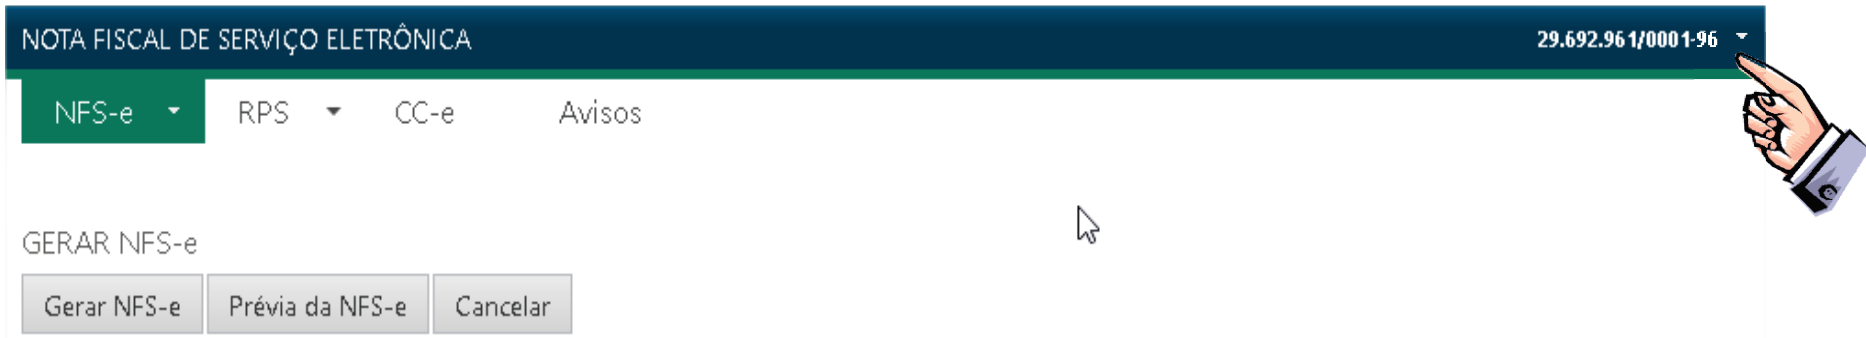 NOTA FISCAL DE SERVIÇO ELETRÔNICA 29.692.961/0001-96
NFS-e RPS CC-e Avisos
GERAR NFS-e
Gerar NFS-e Prévia da NFS-e Cancelar